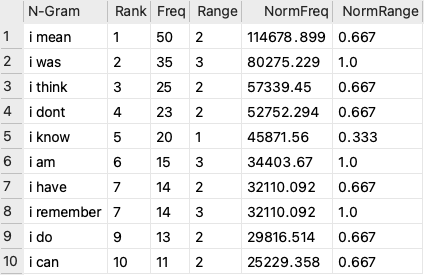 N-Gram Rank Freq Range NormFreq NormRange
1 i mean 1 50 2 114678.899 0.667
2 i was 2 35 3 80275.229 1.0
3 i think 3 25 2 57339.45 0.667
4 i dont 4 23 2 52752.294 0.667
5 i know 5 20 1 45871.56 0.333
6 i am 6 15 3 34403.67 1.0
7 i have 7 14 2 32110.092 0.667
8 i remember 7 14 3 32110.092 1.0
9 i do 9 13 2 29816.514 0.667
10 i can 10 11 2 25229.358 0.667